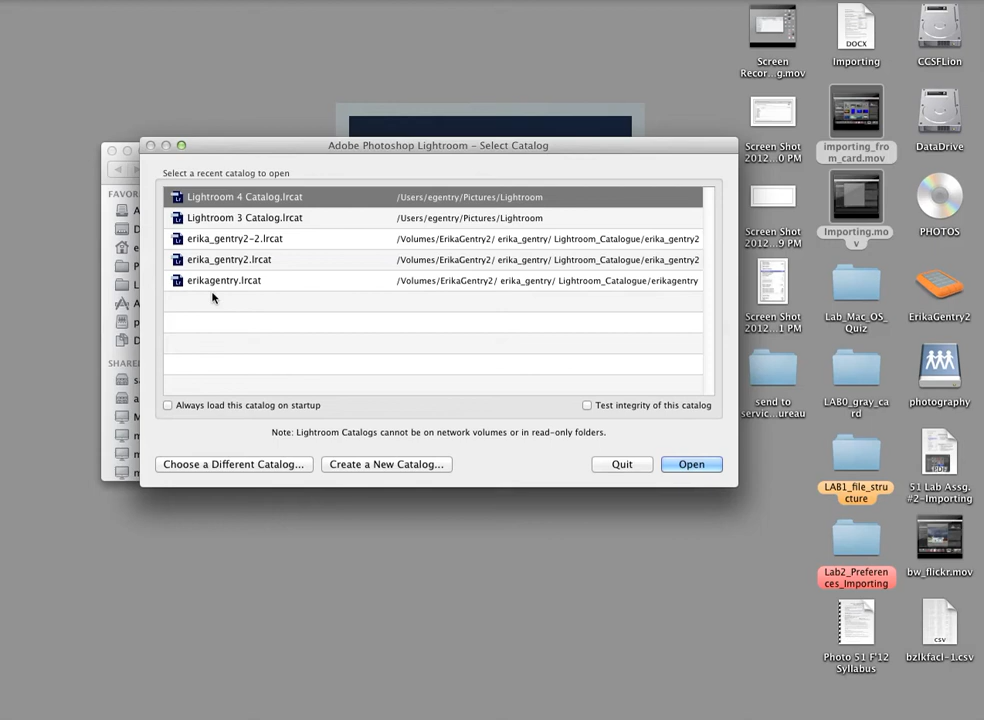 Adobe Photoshop Lightroom – Select Catalog
Select a recent catalog to open
Lightroom 4 Catalog.lrcat /Users/egentry/Pictures/Lightroom
Lightroom 3 Catalog.lrcat /Users/egentry/Pictures/Lightroom
erika_gentry2-2.lrcat /Volumes/ErikaGentry2/ erika_gentry/ Lightroom_Catalogue/erika_gentry2
erika_gentry2.lrcat /Volumes/ErikaGentry2/ erika_gentry/ Lightroom_Catalogue/erika_gentry2
erikagentry.lrcat /Volumes/ErikaGentry2/ erika_gentry/ Lightroom_Catalogue/erikagentry
Always load this catalog on startup
Test integrity of this catalog
Note: Lightroom Catalogs cannot be on network volumes or in read-only folders.
Choose a Different Catalog...
Create a New Catalog...
Quit
Open
FAVOR
SHARE
Screen
Recor...g.mov
DOCX
Importing
CCSFLion
Screen Shot
2012...0 PM
importing_fro
m_card.mov
DataDrive
Screen Shot
2012...9 PM
Importing.mo
v
PHOTOS
Screen Shot
2012...1 PM
Lab_Mac_OS_
Quiz
ErikaGentry2
send to
servic...ureau
LAB0_gray_ca
rd
photography
LAB1_file_stru
cture
51 Lab Assg.
#2-Importing
Lab2_Preferen
ces_Importing
bw_flickr.mov
Photo 51 F'12
Syllabus
CSV
bzlkfacl-1.csv